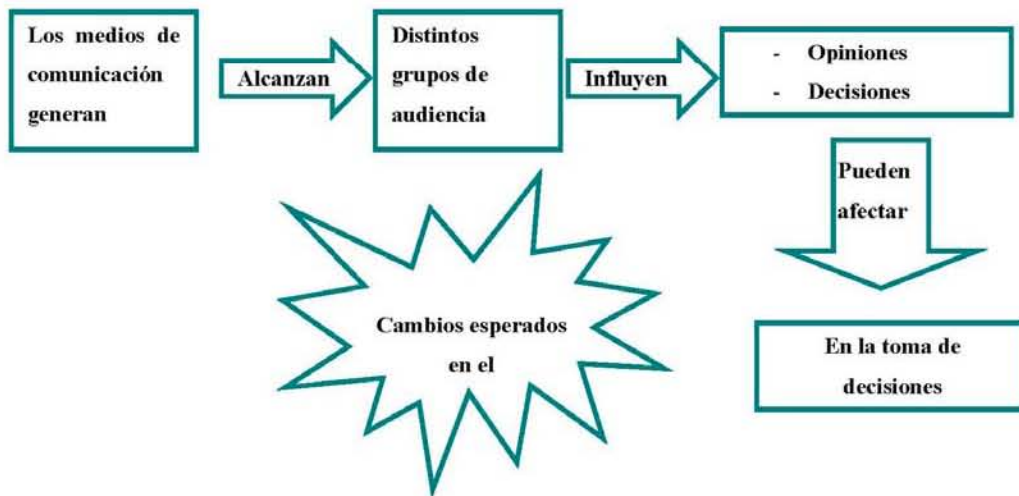 Los medios de
comunicación
generan
Alcanzan
Distintos
grupos de
audiencia
Influyen
- Opiniones
- Decisiones
Pueden
afectar
En la toma de
decisiones
Cambios esperados
en el